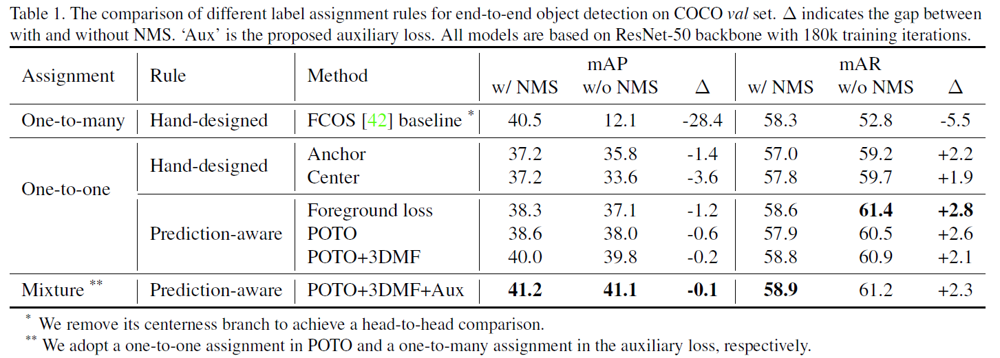 Table 1. The comparison of different label assignment rules for end-to-end object detection on COCO val set. Δ indicates the gap between
with and without NMS. ‘Aux’ is the proposed auxiliary loss. All models are based on ResNet-50 backbone with 180k training iterations.
Assignment Rule Method mAP mAR
w/ NMS w/o NMS Δ w/ NMS w/o NMS Δ
One-to-many Hand-designed FCOS [42] baseline * 40.5 12.1 -28.4 58.3 52.8 -5.5
One-to-one Hand-designed Anchor 37.2 35.8 -1.4 57.0 59.2 +2.2
Center 37.2 33.6 -3.6 57.8 59.7 +1.9
Prediction-aware Foreground loss 38.3 37.1 -1.2 58.6 61.4 +2.8
POTO 38.6 38.0 -0.6 57.9 60.5 +2.6
POTO+3DMF 40.0 39.8 -0.2 58.8 60.9 +2.1
Mixture ** Prediction-aware POTO+3DMF+Aux 41.2 41.1 -0.1 58.9 61.2 +2.3
* We remove its centerness branch to achieve a head-to-head comparison.
** We adopt a one-to-one assignment in POTO and a one-to-many assignment in the auxiliary loss, respectively.